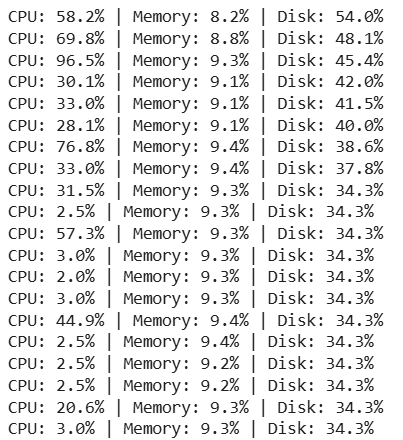 CPU: 58.2% | Memory: 8.2% | Disk: 54.0%
CPU: 69.8% | Memory: 8.8% | Disk: 48.1%
CPU: 96.5% | Memory: 9.3% | Disk: 45.4%
CPU: 30.1% | Memory: 9.1% | Disk: 42.0%
CPU: 33.0% | Memory: 9.1% | Disk: 41.5%
CPU: 28.1% | Memory: 9.1% | Disk: 40.0%
CPU: 76.8% | Memory: 9.4% | Disk: 38.6%
CPU: 33.0% | Memory: 9.4% | Disk: 37.8%
CPU: 31.5% | Memory: 9.3% | Disk: 34.3%
CPU: 2.5% | Memory: 9.3% | Disk: 34.3%
CPU: 57.3% | Memory: 9.3% | Disk: 34.3%
CPU: 3.0% | Memory: 9.3% | Disk: 34.3%
CPU: 2.0% | Memory: 9.3% | Disk: 34.3%
CPU: 3.0% | Memory: 9.3% | Disk: 34.3%
CPU: 44.9% | Memory: 9.4% | Disk: 34.3%
CPU: 2.5% | Memory: 9.4% | Disk: 34.3%
CPU: 2.5% | Memory: 9.2% | Disk: 34.3%
CPU: 2.5% | Memory: 9.2% | Disk: 34.3%
CPU: 20.6% | Memory: 9.3% | Disk: 34.3%
CPU: 3.0% | Memory: 9.3% | Disk: 34.3%